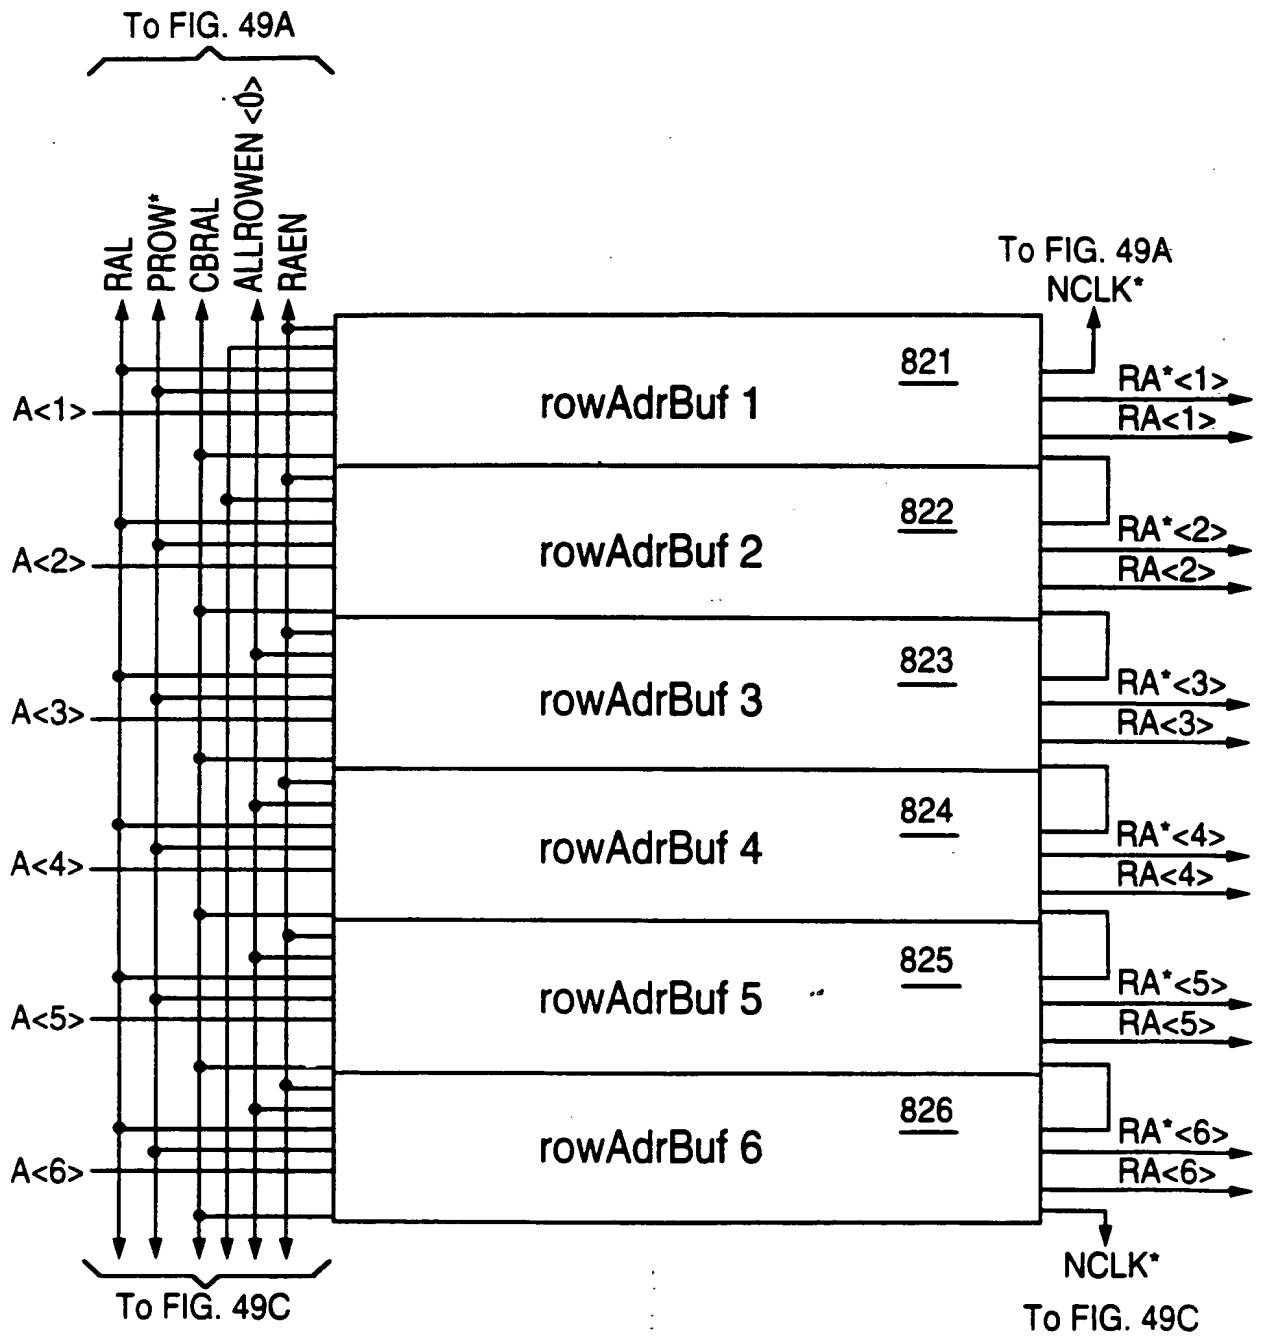 To FIG. 49A
RAL
PROW*
CBRAL
ALLROWEN <0>
RAEN
To FIG. 49A
NCLK*
A<1>
rowAdrBuf 1
821
RA*<1>
RA<1>
A<2>
rowAdrBuf 2
822
RA*<2>
RA<2>
A<3>
rowAdrBuf 3
823
RA*<3>
RA<3>
A<4>
rowAdrBuf 4
824
RA*<4>
RA<4>
A<5>
rowAdrBuf 5
825
RA*<5>
RA<5>
A<6>
rowAdrBuf 6
826
RA*<6>
RA<6>
To FIG. 49C
NCLK*
To FIG. 49C